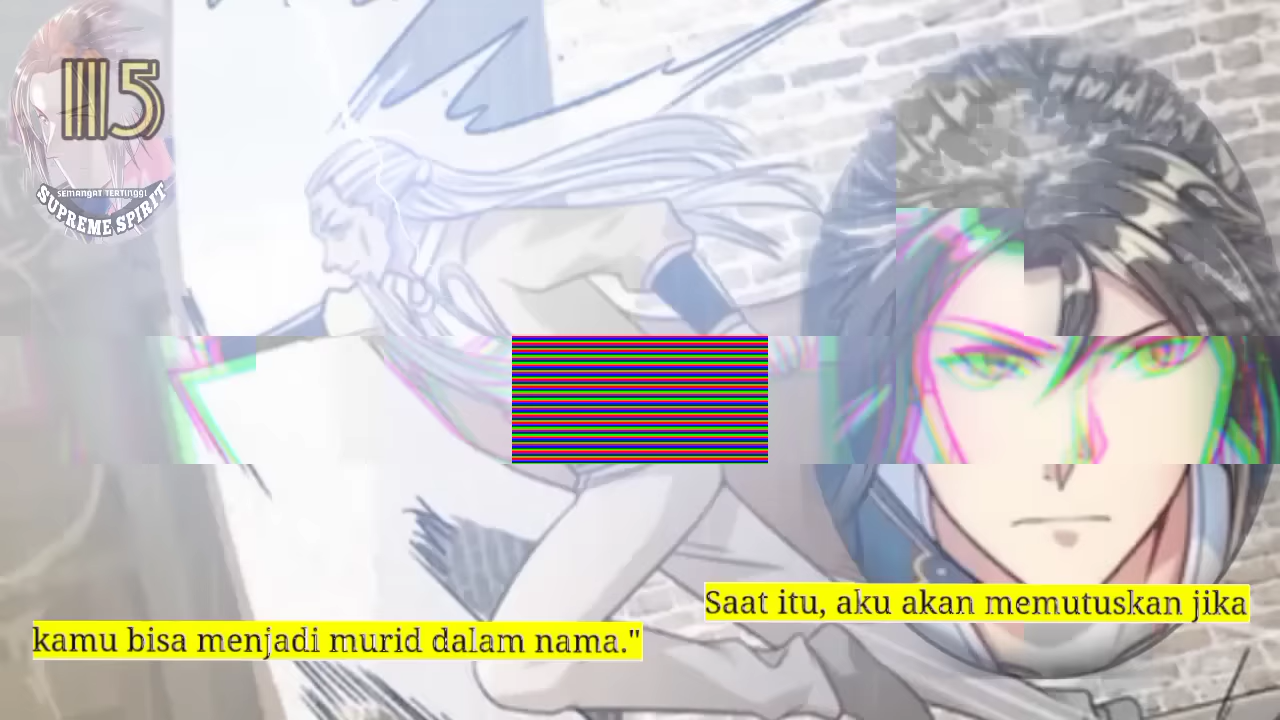 115
SEMANGAT TERTINGGI
SUPREME SPIRIT
Saat itu, aku akan memutuskan jika
kamu bisa menjadi murid dalam nama."